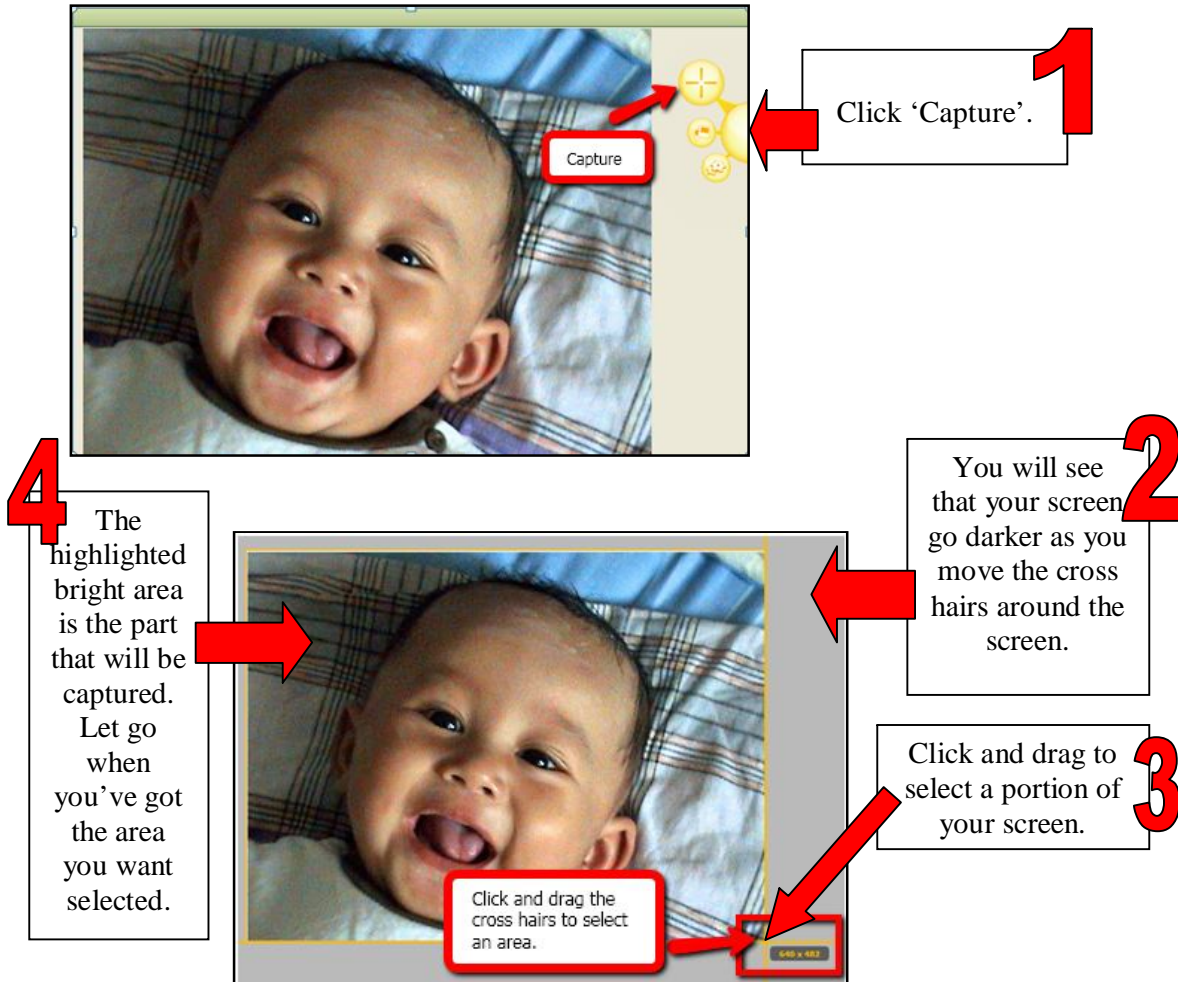 1
Click ‘Capture’.
Capture
2
You will see
that your screen
go darker as you
move the cross
hairs around the
screen.
3
Click and drag to
select a portion of
your screen.
Click and drag the
cross hairs to select
an area.
640 x 482
4
The
highlighted
bright area
is the part
that will be
captured.
Let go
when
you’ve got
the area
you want
selected.